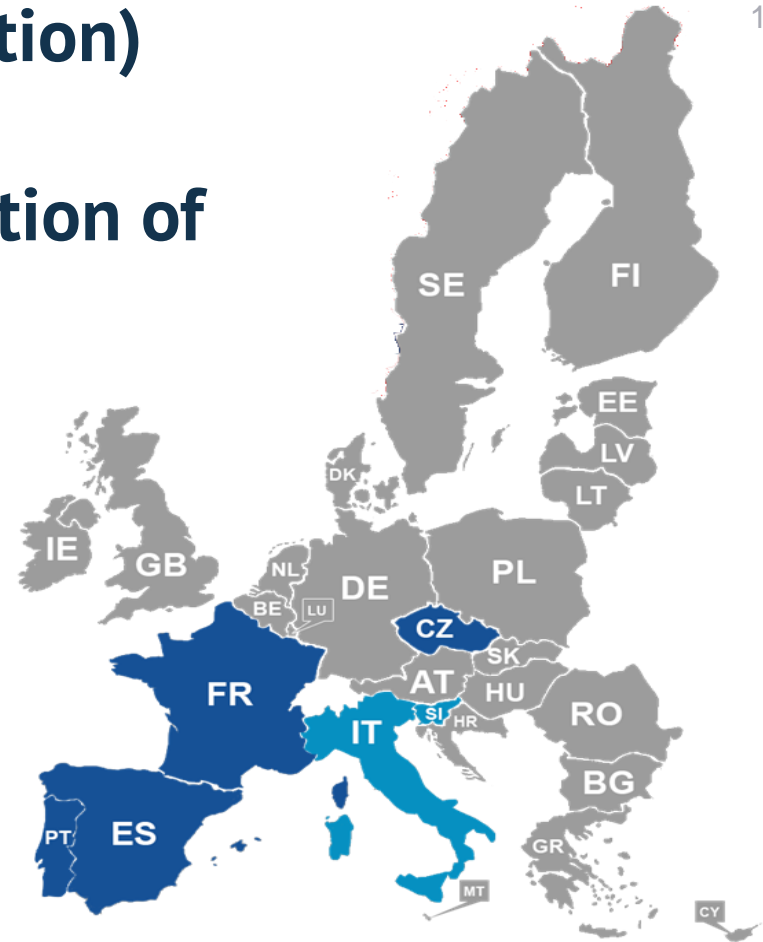 1
tion)
tion of
SE
FI
7
EE
LV
LT
DK
IE
GB
NL
BE
LU
DE
PL
CZ
SK
AT
HU
FR
IT
SI
HR
RO
BG
PT
ES
GR
MT
CY